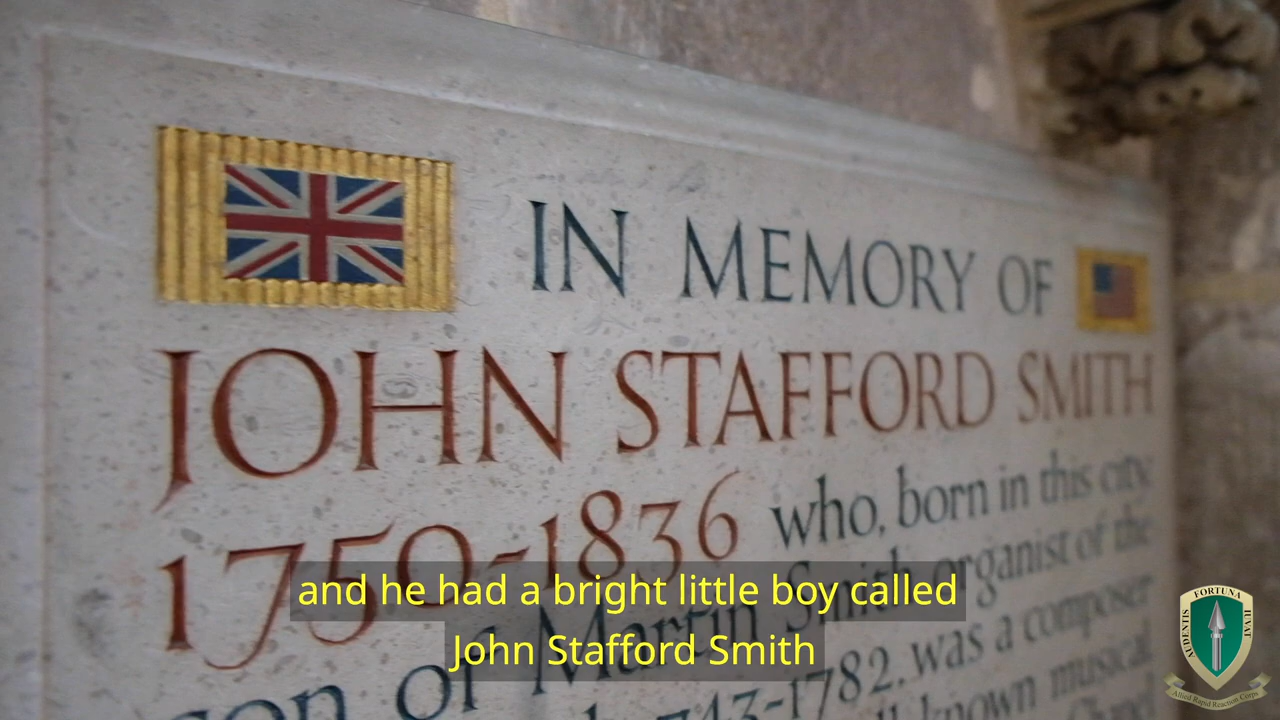 IN MEMORY OF
JOHN STAFFORD SMITH
1750-1836 who, born in this city,
son of Martin Smith organist of the
1782. was a composer
known musical
and he had a bright little boy called
John Stafford Smith
AUDENTIS FORTUNA IUVAT
Allied Rapid Reaction Corps